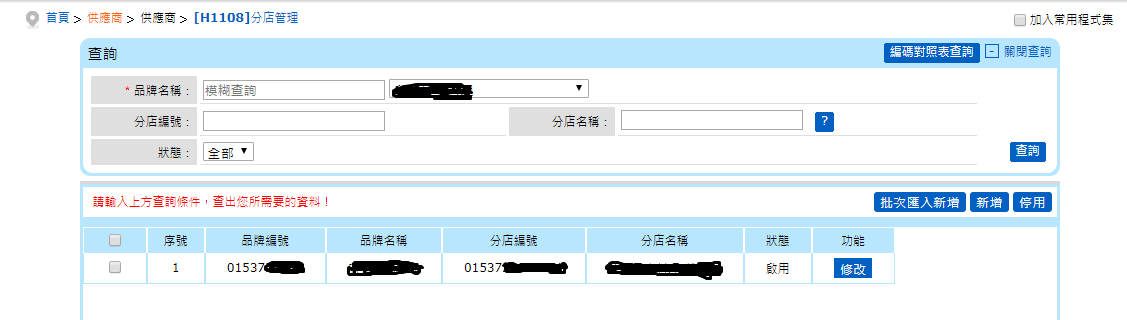 首頁 > 供應商 > 供應商 > [H1108]分店管理
加入常用程式集
查詢 編碼對照表查詢 - 關閉查詢
* 品牌名稱： 模糊查詢
分店編號： 分店名稱： ?
狀態： 全部 查詢
請輸入上方查詢條件，查出您所需要的資料！ 批次匯入新增 新增 停用
序號 品牌編號 品牌名稱 分店編號 分店名稱 狀態 功能
1 01537 01537 啟用 修改